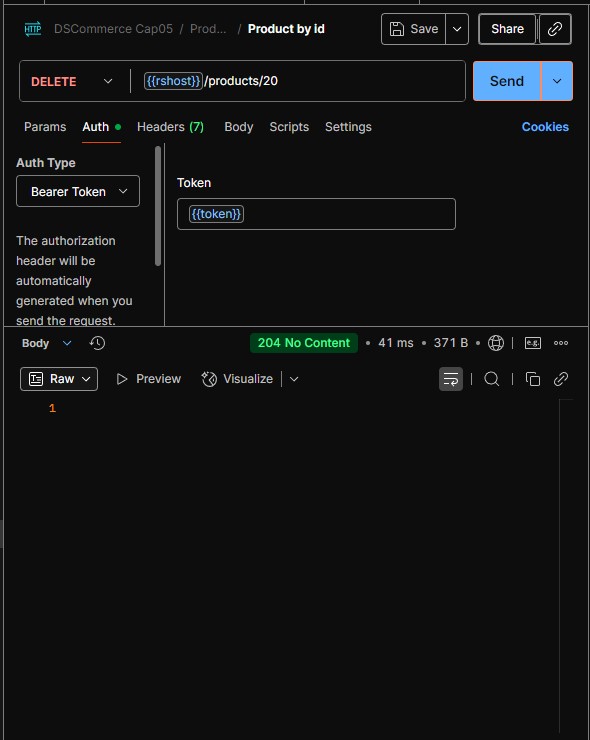 HTTP DSCommerce Cap05 / Prod... / Product by id Save Share
DELETE {{rshost}}/products/20 Send
Params Auth Headers (7) Body Scripts Settings Cookies
Auth Type
Bearer Token
Token
{{token}}
The authorization
header will be
automatically
generated when you
send the request.
Body 204 No Content • 41 ms • 371 B • e.g.
Raw Preview Visualize
1